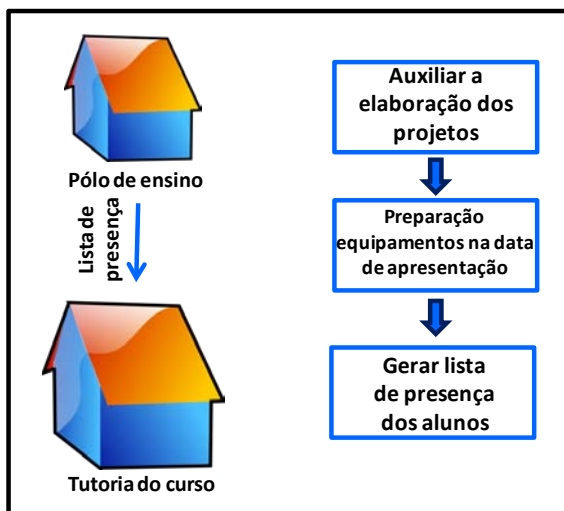 Pólo de ensino
Lista de
presença
Tutoria do curso
Auxiliar a
elaboração dos
projetos
Preparação
equipamentos na data
de apresentação
Gerar lista
de presença
dos alunos